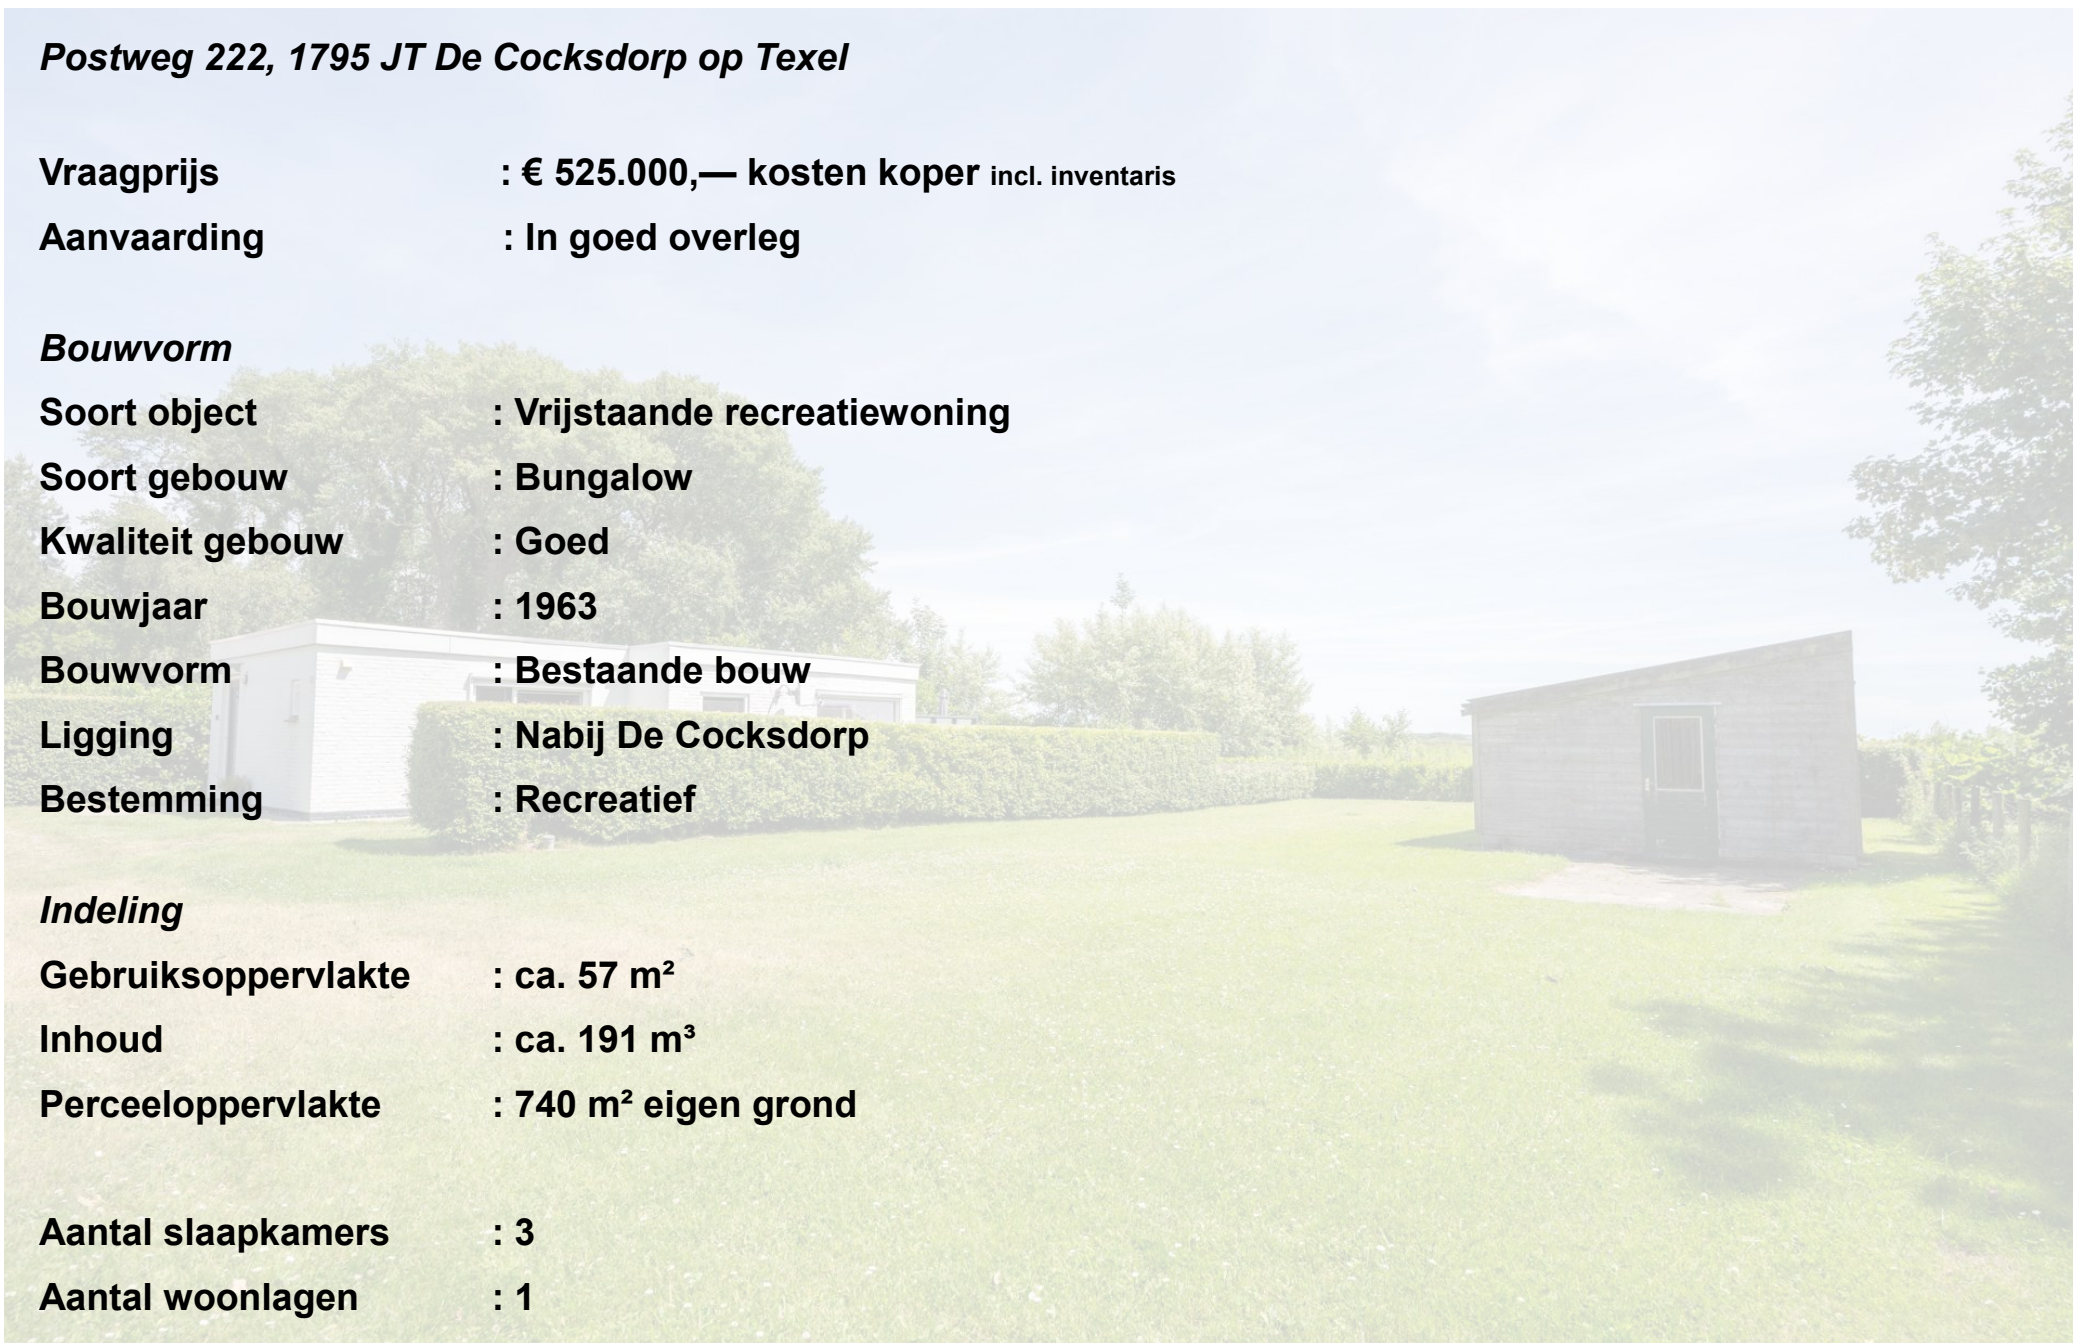 Postweg 222, 1795 JT De Cocksdorp op Texel
Vraagprijs : € 525.000,— kosten koper incl. inventaris
Aanvaarding : In goed overleg
Bouwvorm
Soort object : Vrijstaande recreatiewoning
Soort gebouw : Bungalow
Kwaliteit gebouw : Goed
Bouwjaar : 1963
Bouwvorm : Bestaande bouw
Ligging : Nabij De Cocksdorp
Bestemming : Recreatief
Indeling
Gebruiksoppervlakte : ca. 57 m²
Inhoud : ca. 191 m³
Perceeloppervlakte : 740 m² eigen grond
Aantal slaapkamers : 3
Aantal woonlagen : 1